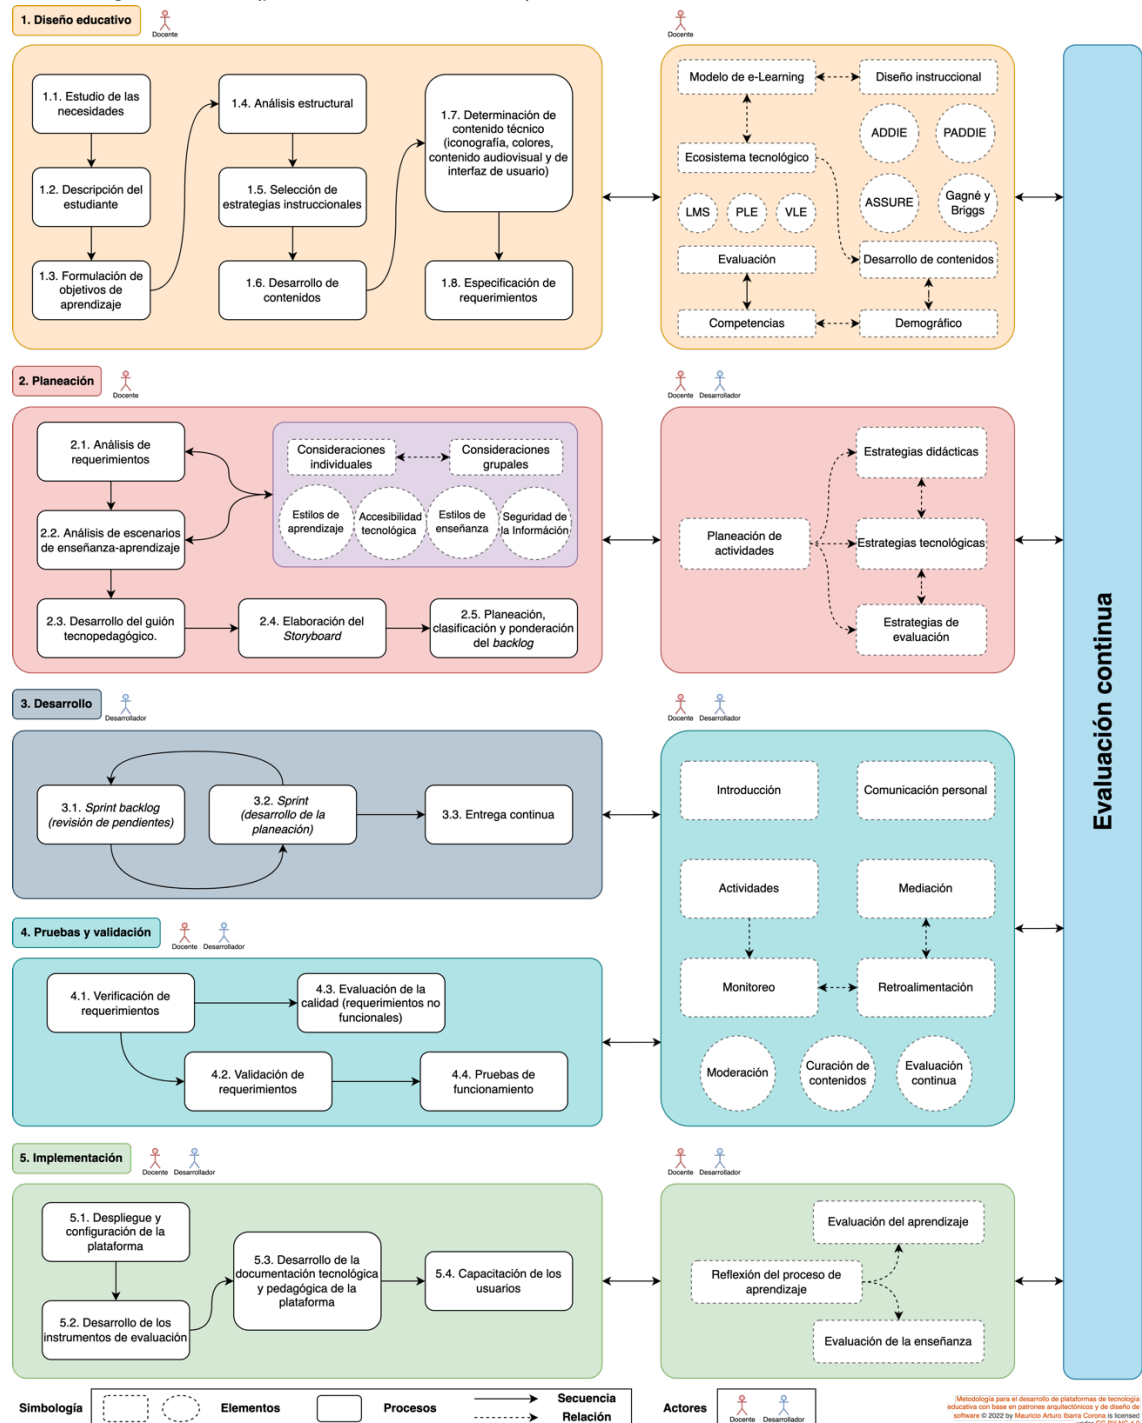 1. Diseño educativo
Docente
Docente
1.1. Estudio de las
necesidades
1.2. Descripción del
estudiante
1.3. Formulación de
objetivos de
aprendizaje
1.4. Análisis estructural
1.5. Selección de
estrategias instruccionales
1.6. Desarrollo de
contenidos
1.7. Determinación de
contenido técnico
(iconografía, colores,
contenido audiovisual y de
interfaz de usuario)
1.8. Especificación de
requerimientos
Modelo de e-Learning
Diseño instruccional
ADDIE
PADDIE
Ecosistema tecnológico
ASSURE
Gagné y
Briggs
LMS
PLE
VLE
Evaluación
Desarrollo de contenidos
Competencias
Demográfico
2. Planeación
Docente
Docente
Desarrollador
2.1. Análisis de
requerimientos
2.2. Análisis de escenarios
de enseñanza-aprendizaje
Consideraciones
individuales
Consideraciones
grupales
Estilos de
aprendizaje
Accesibilidad
tecnológica
Estilos de
enseñanza
Seguridad de
la Información
2.3. Desarrollo del guión
tecnopedagógico.
2.4. Elaboración del
Storyboard
2.5. Planeación,
clasificación y ponderación
del backlog
Planeación de
actividades
Estrategias didácticas
Estrategias tecnológicas
Estrategias de
evaluación
Evaluación continua
3. Desarrollo
Desarrollador
Docente
Desarrollador
3.1. Sprint backlog
(revisión de pendientes)
3.2. Sprint
(desarrollo de la
planeación)
3.3. Entrega continua
Introducción
Comunicación personal
Actividades
Mediación
Monitoreo
Retroalimentación
Moderación
Curación de
contenidos
Evaluación
continua
4. Pruebas y validación
Docente
Desarrollador
4.1. Verificación de
requerimientos
4.3. Evaluación de la
calidad (requerimientos no
funcionales)
4.2. Validación de
requerimientos
4.4. Pruebas de
funcionamiento
5. Implementación
Docente
Desarrollador
Docente
Desarrollador
5.1. Despliegue y
configuración de la
plataforma
5.2. Desarrollo de los
instrumentos de evaluación
5.3. Desarrollo de la
documentación tecnológica
y pedagógica de la
plataforma
5.4. Capacitación de los
usuarios
Evaluación del aprendizaje
Reflexión del proceso de
aprendizaje
Evaluación de la enseñanza
Simbología
Elementos
Procesos
Secuencia
Relación
Actores
Docente
Desarrollador
Metodología para el desarrollo de plataformas de tecnología
educativa con base en patrones arquitectónicos y de diseño de
software © 2022 by Mauricio Arturo Ibarra Corona is license